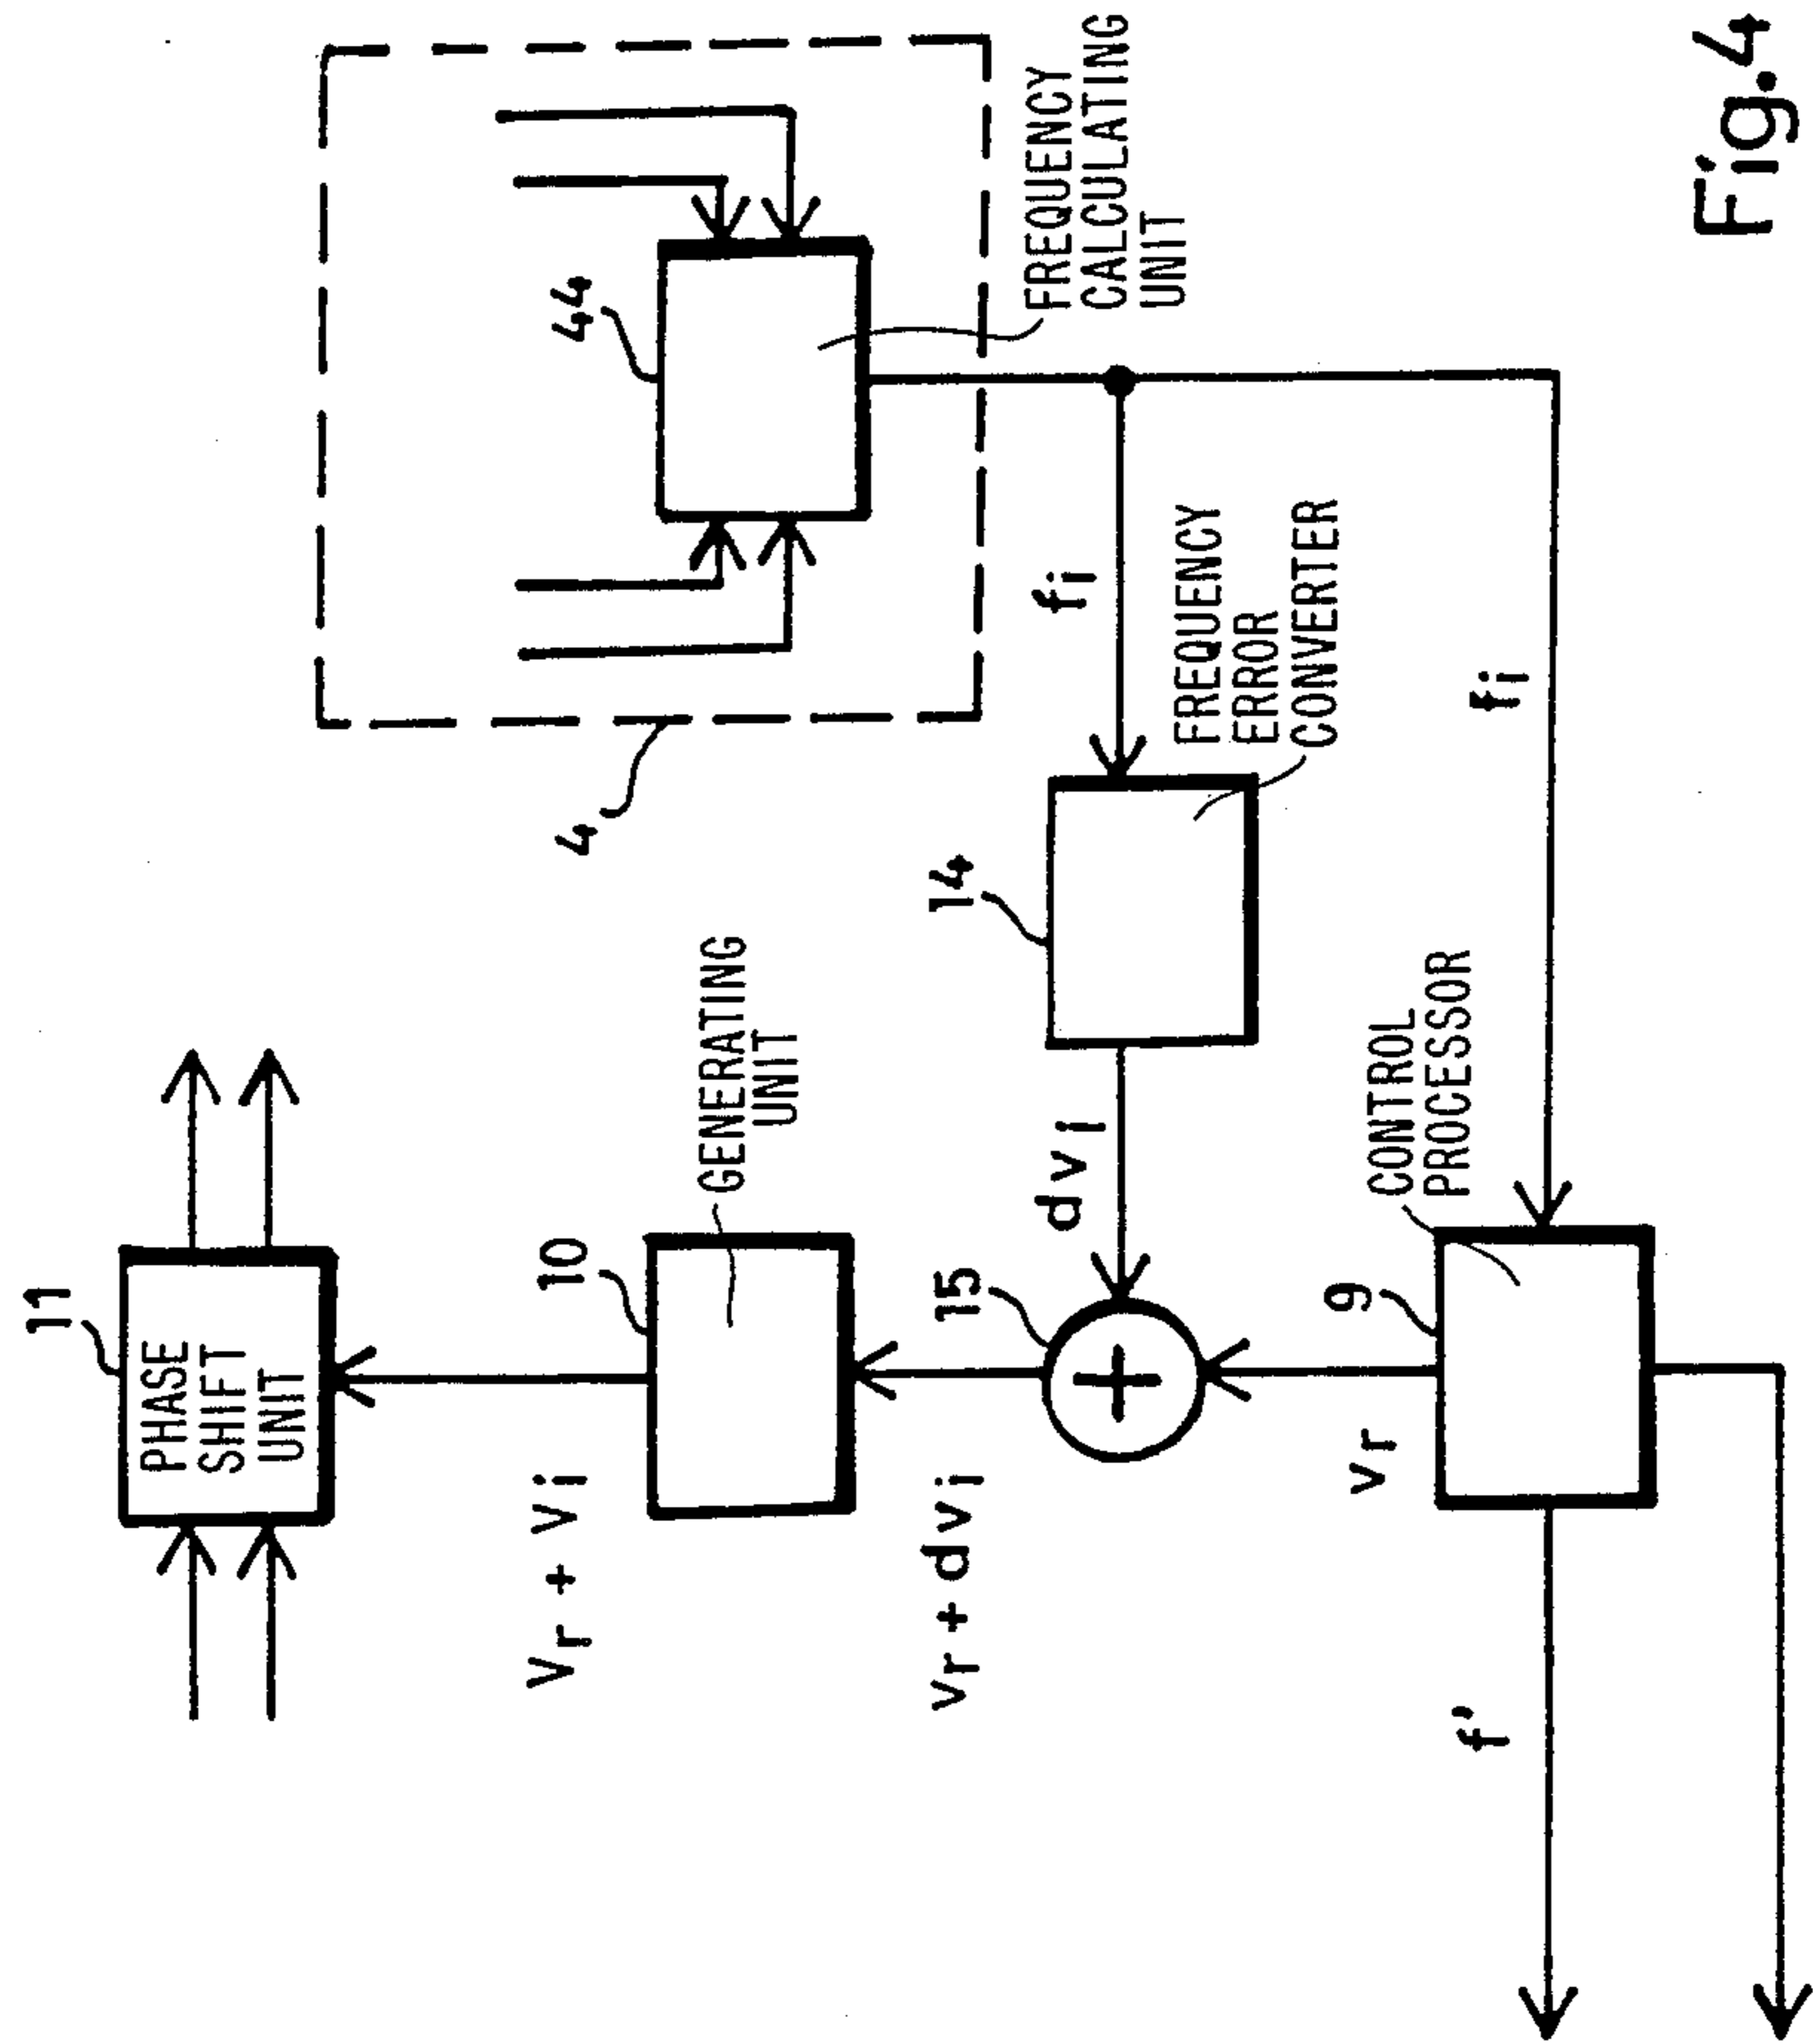 11
PHASE
SHIFT
UNIT
44
4
FREQUENCY
CALCULATING
UNIT
Vr + Vi
10
GENERATING
UNIT
vr + dvi
15
dvi
14
fi
FREQUENCY
ERROR
CONVERTER
vr
9
CONTROL
PROCESSOR
f'
fi
Fig.4